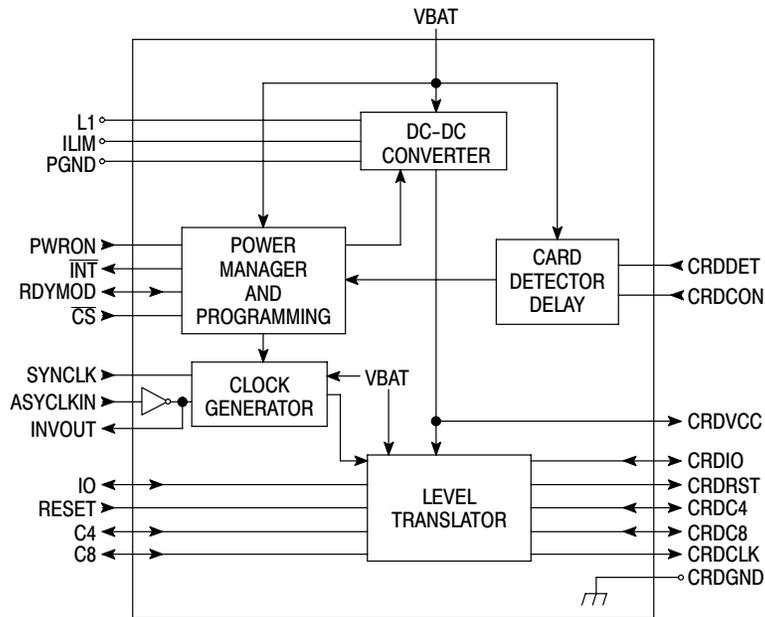 VBAT
L1
ILIM
PGND
DC-DC
CONVERTER
PWRON
INT
RDYMOD
CS
POWER
MANAGER
AND
PROGRAMMING
CARD
DETECTOR
DELAY
CRDDET
CRDCON
SYNCLK
ASYCLKIN
INVOUT
CLOCK
GENERATOR
VBAT
CRDVCC
IO
RESET
C4
C8
LEVEL
TRANSLATOR
CRDIO
CRDRST
CRDC4
CRDC8
CRDCLK
CRDGND